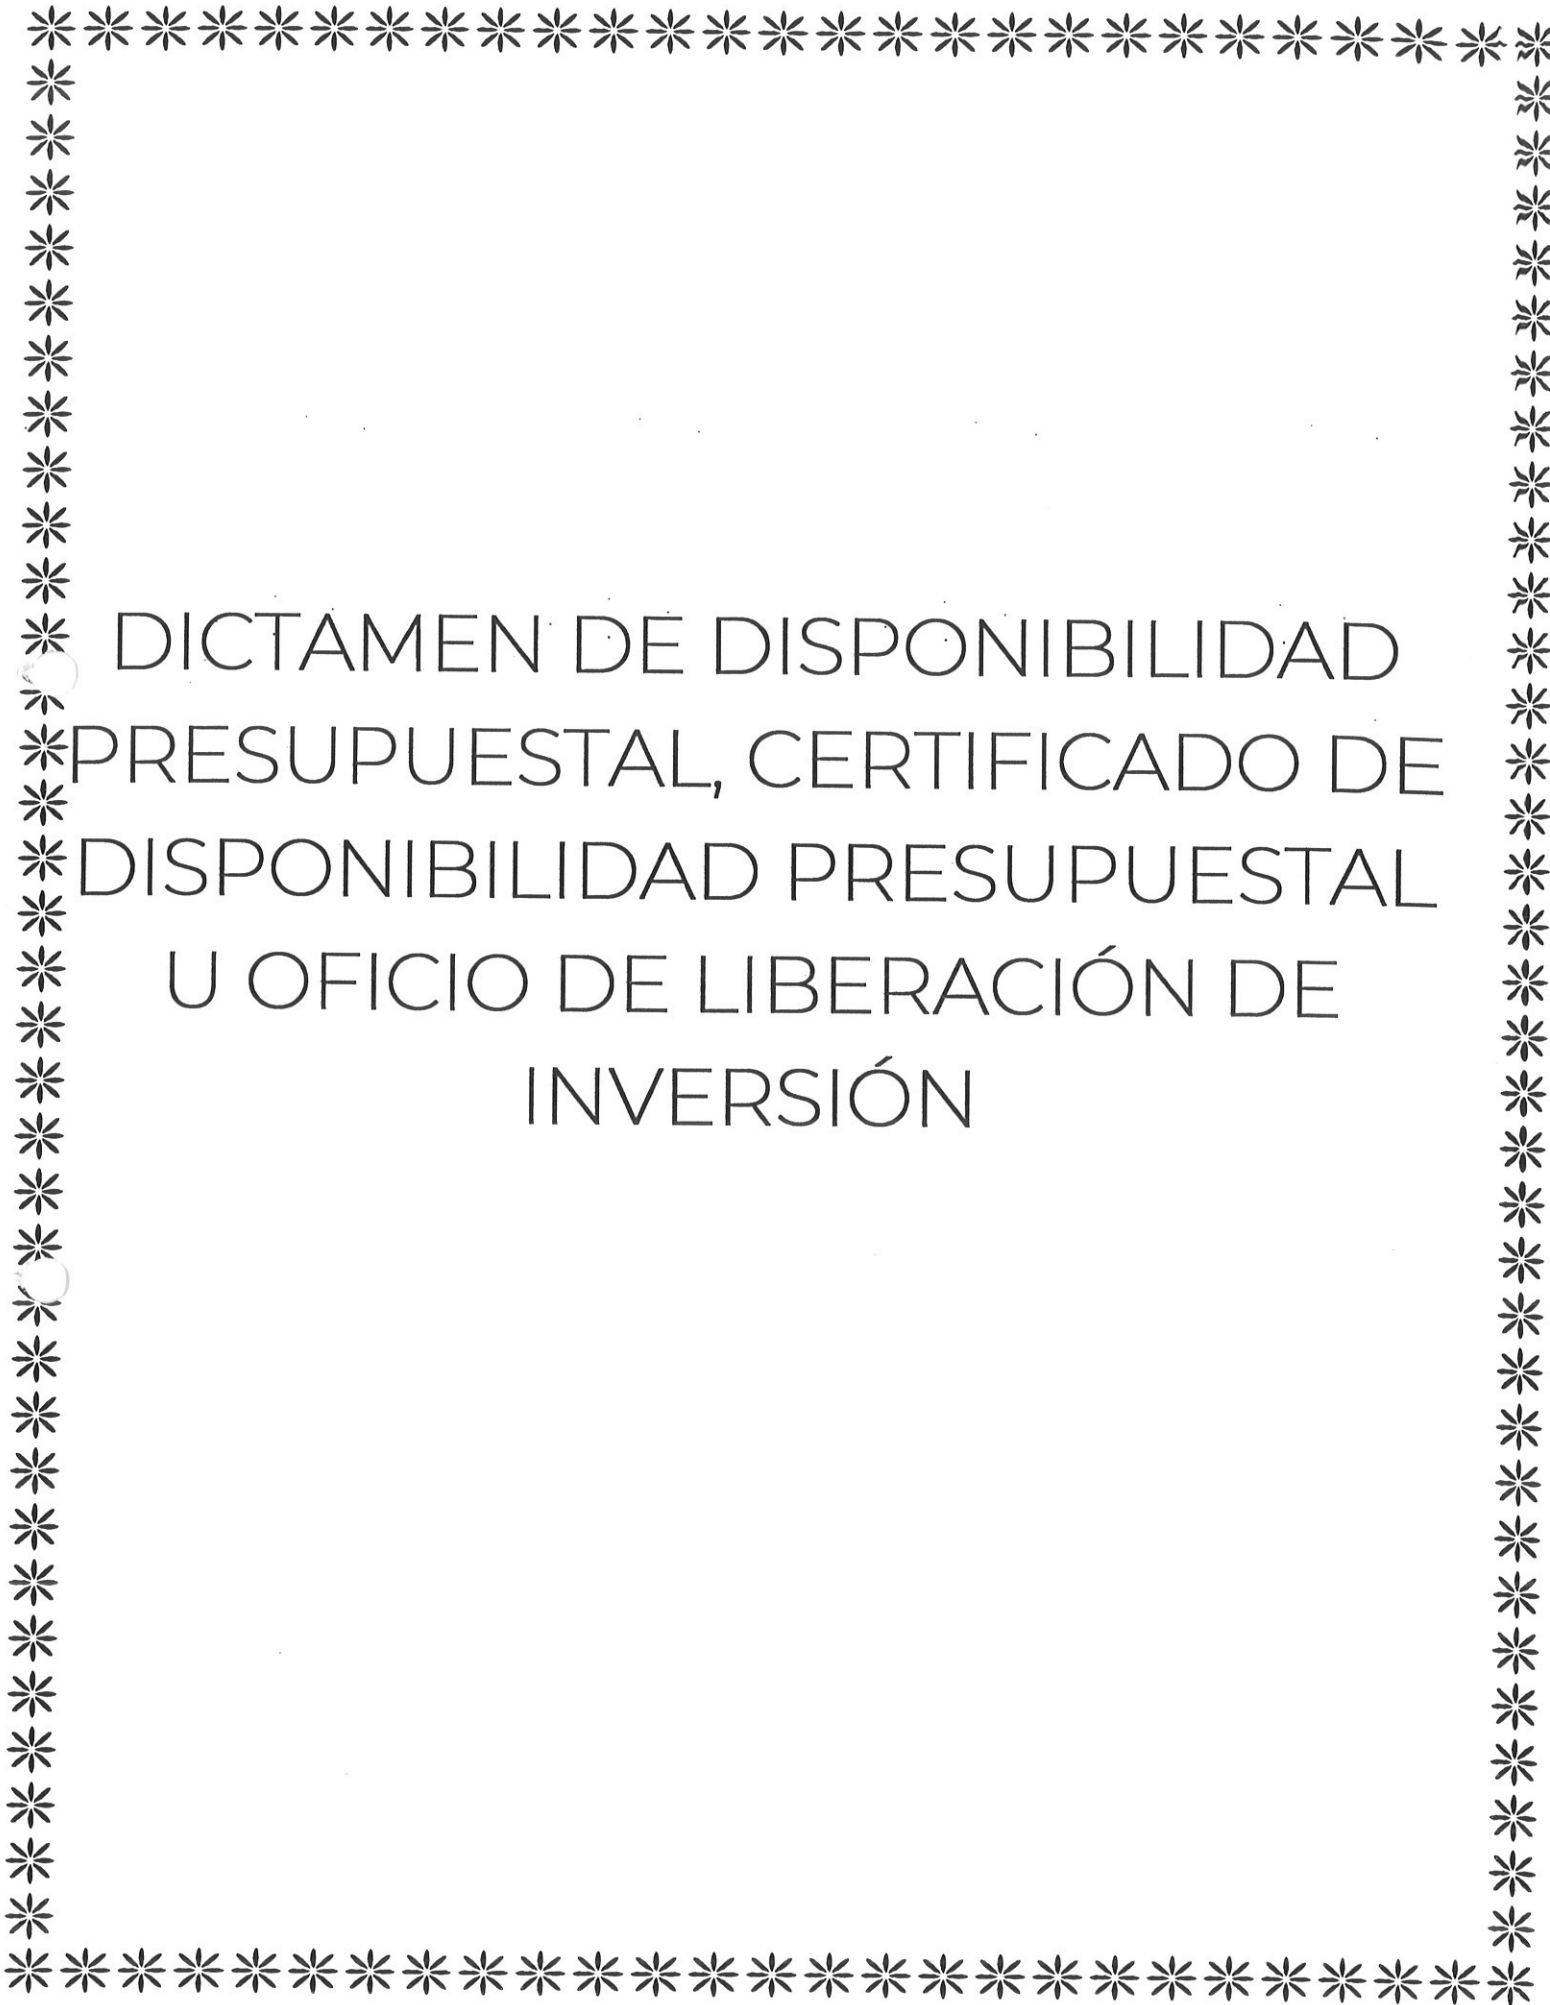 DICTAMEN DE DISPONIBILIDAD
PRESUPUESTAL, CERTIFICADO DE
DISPONIBILIDAD PRESUPUESTAL
U OFICIO DE LIBERACIÓN DE
INVERSIÓN